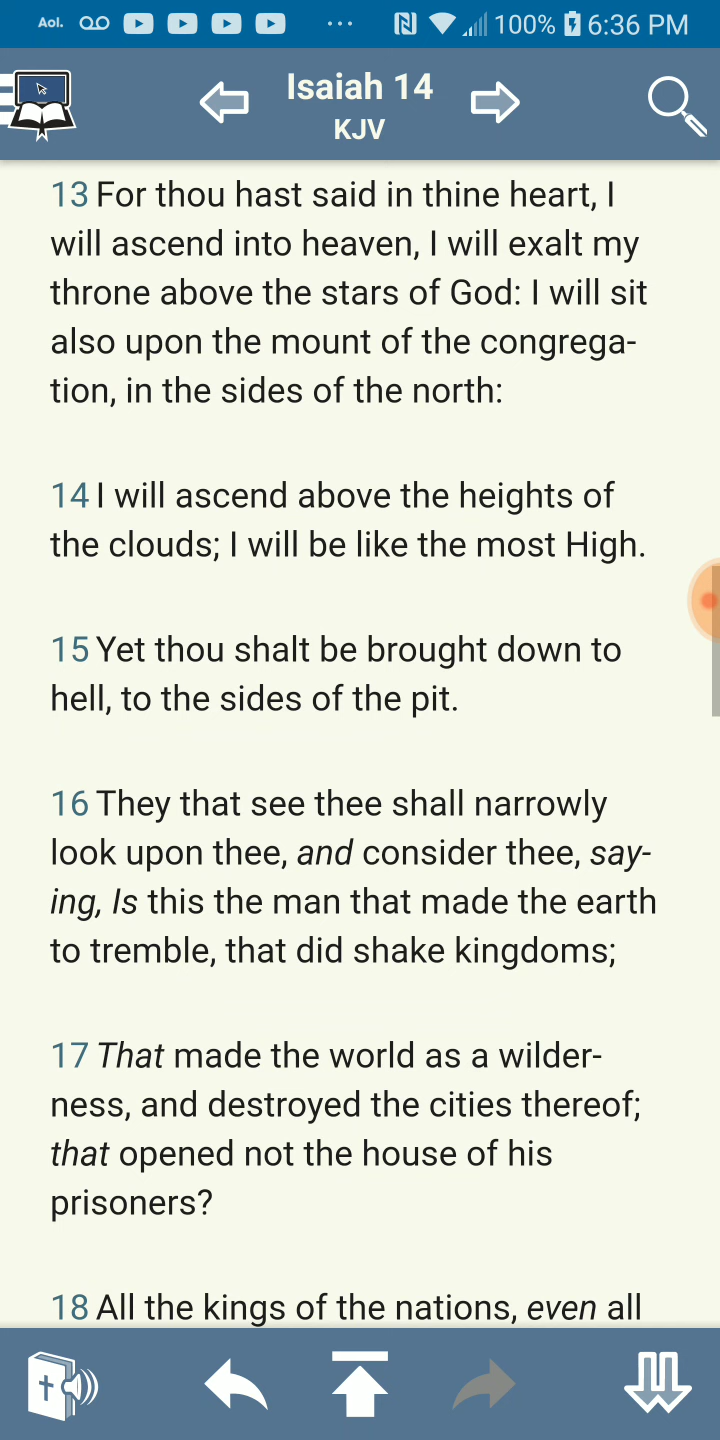 Aol. ... 100% 6:36 PM
Isaiah 14
KJV
13 For thou hast said in thine heart, I
will ascend into heaven, I will exalt my
throne above the stars of God: I will sit
also upon the mount of the congrega-
tion, in the sides of the north:
14 I will ascend above the heights of
the clouds; I will be like the most High.
15 Yet thou shalt be brought down to
hell, to the sides of the pit.
16 They that see thee shall narrowly
look upon thee, and consider thee, say-
ing, Is this the man that made the earth
to tremble, that did shake kingdoms;
17 That made the world as a wilder-
ness, and destroyed the cities thereof;
that opened not the house of his
prisoners?
18 All the kings of the nations, even all